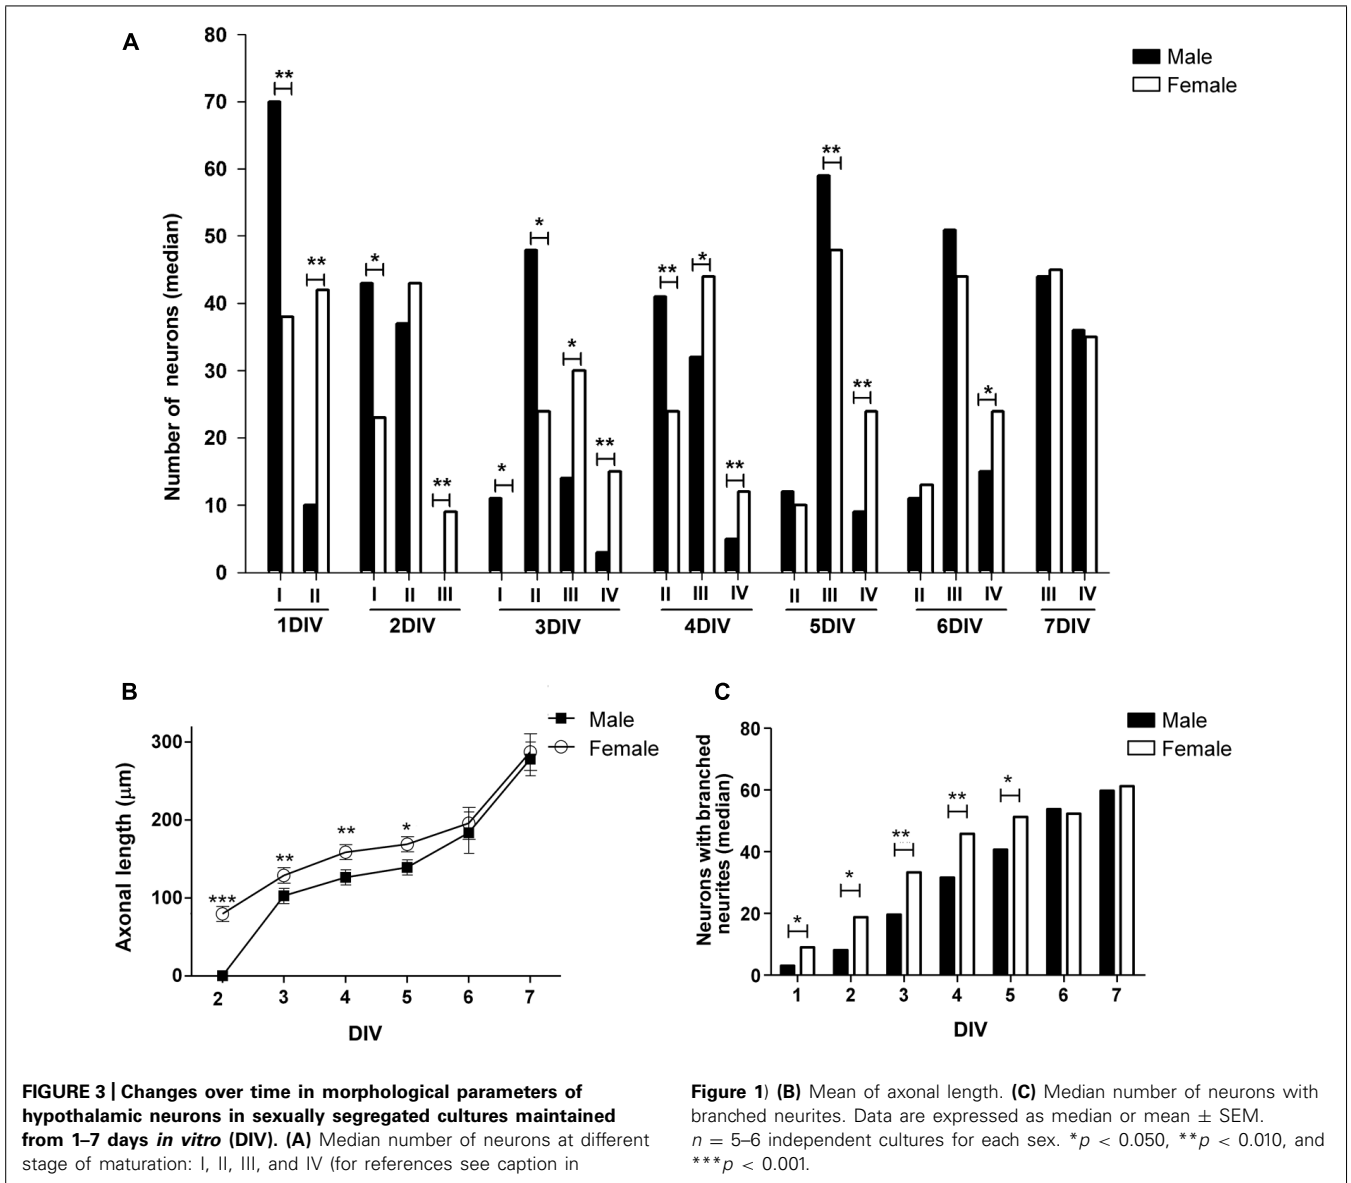 A
Number of neurons (median)
80
70
60
50
40
30
20
10
0
Male
Female
**
**
*
**
*
*
*
**
**
*
**
**
**
*
I II I II III I II III IV II III IV II III IV II III IV III IV
1DIV 2DIV 3DIV 4DIV 5DIV 6DIV 7DIV
B
Axonal length (µm)
300
200
100
0
Male
Female
***
**
**
*
2 3 4 5 6 7
DIV
C
Neurons with branched
neurites (median)
80
60
40
20
0
Male
Female
*
*
**
**
*
1 2 3 4 5 6 7
DIV
FIGURE 3 | Changes over time in morphological parameters of
hypothalamic neurons in sexually segregated cultures maintained
from 1–7 days in vitro (DIV). (A) Median number of neurons at different
stage of maturation: I, II, III, and IV (for references see caption in
Figure 1) (B) Mean of axonal length. (C) Median number of neurons with
branched neurites. Data are expressed as median or mean ± SEM.
n = 5–6 independent cultures for each sex. *p < 0.050, **p < 0.010, and
***p < 0.001.